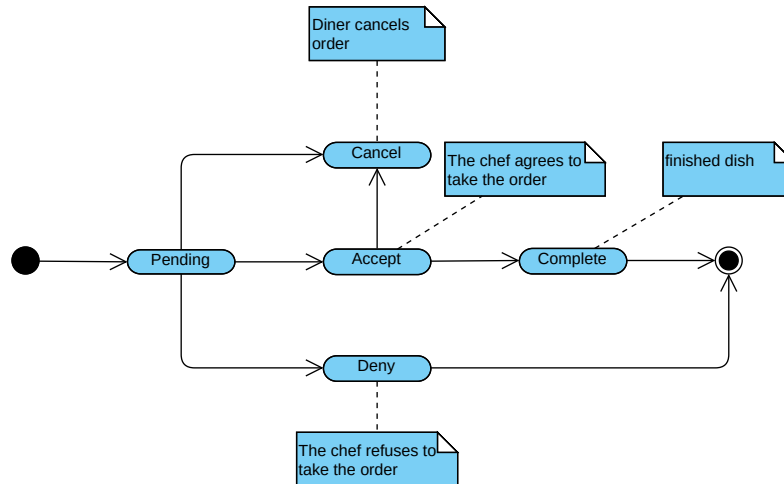 Diner cancels
order
Cancel
The chef agrees to
take the order
finished dish
Pending
Accept
Complete
Deny
The chef refuses to
take the order